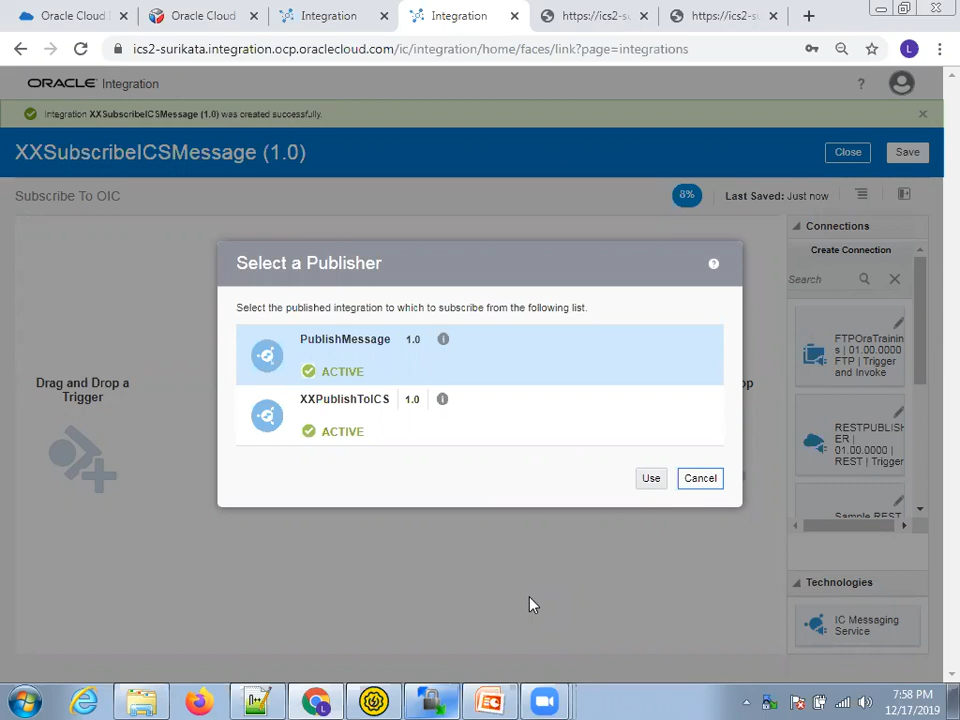 Oracle Cloud
Oracle Cloud
Integration
Integration
https://ics2-s
https://ics2-s
ics2-surikata.integration.ocp.oraclecloud.com/ic/integration/home/faces/link?page=integrations
L
ORACLE Integration
?
Integration XXSubscribeICSMessage (1.0) was created successfully.
XXSubscribeICSMessage (1.0)
Close
Save
Subscribe To OIC
8%
Last Saved: Just now
Connections
Create Connection
Search
FTPOraTraining
s | 01.00.0000
FTP | Trigger
and Invoke
RESTPUBLISH
ER |
01.00.0000
REST | Trigger
Sample REST
Technologies
IC Messaging
Service
Drag and Drop a
Trigger
Select a Publisher
?
Select the published integration to which to subscribe from the following list.
PublishMessage 1.0
ACTIVE
XXPublishToICS 1.0
ACTIVE
Use
Cancel
7:58 PM
12/17/2019